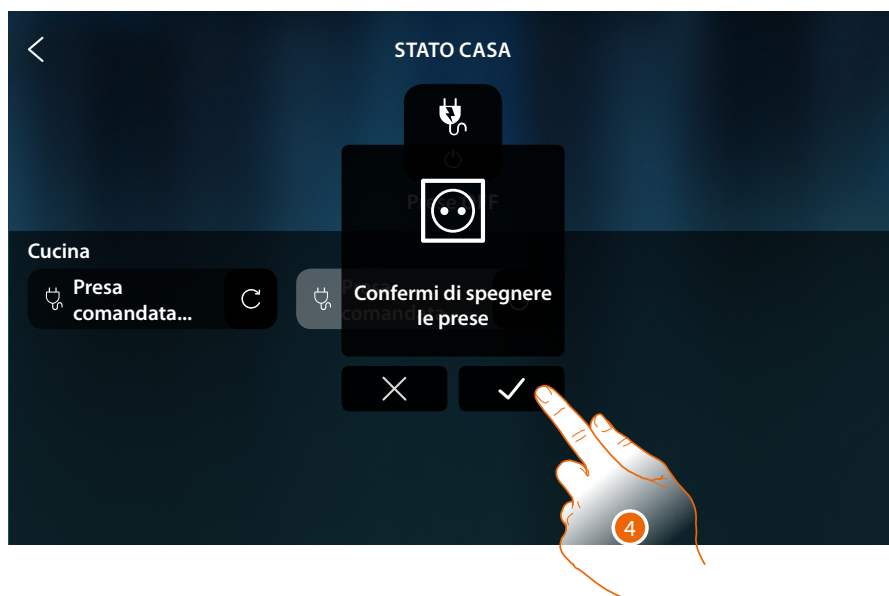 STATO CASA
Cucina
Presa
comandata...
Confermi di spegnere
le prese
4